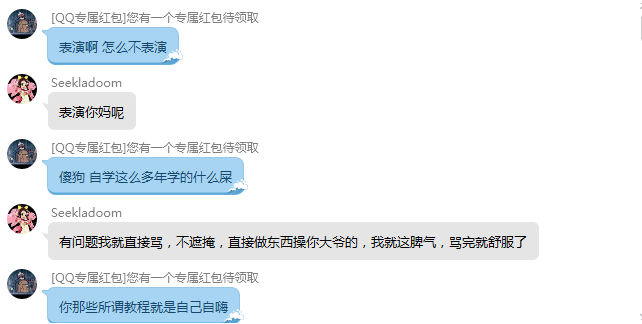 [QQ专属红包]您有一个专属红包待领取
表演啊 怎么不表演
Seekladoom
表演你妈呢
[QQ专属红包]您有一个专属红包待领取
傻狗 自学这么多年学的什么屎
Seekladoom
有问题我就直接骂，不遮掩，直接做东西操你大爷的，我就这脾气，骂完就舒服了
[QQ专属红包]您有一个专属红包待领取
你那些所谓教程就是自己自嗨